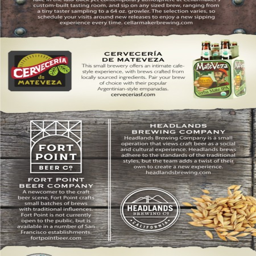 custom-built tasting room, and sip on any sized brew, ranging from
a tiny taster sampling to a 64 oz. growler. The selection varies, so
schedule your visits around new releases to enjoy a new sipping
experience every time. cellarmakerbrewing.com
CERVECERÍA
de MATEVEZA
CERVECERÍA
DE MATEVEZA
This small brewery offers an intimate cafe-
style experience, with brews crafted from
locally sourced ingredients. Pair your brew
of choice with their popular
Argentinian-style empanadas.
cerveceriasf.com
MateVeza
FORT
POINT
BEER Cº
FORT POINT
BEER COMPANY
A newcomer to the craft
beer scene, Fort Point crafts
small batches of brews
with traditional influences.
Fort Point is not currently
open to the public, but is
available in a number of San
Francisco establishments.
fortpointbeer.com
HEADLANDS
BREWING COMPANY
Headlands Brewing Company is a small
operation that views craft beer as a social
and cultural experience. Headlands brews
adhere to the standards of the traditional
styles, but the team adds a twist of their
own to create a new experience.
headlandsbrewing.com
HEADLANDS
BREWING Cº
CALIFORNIA